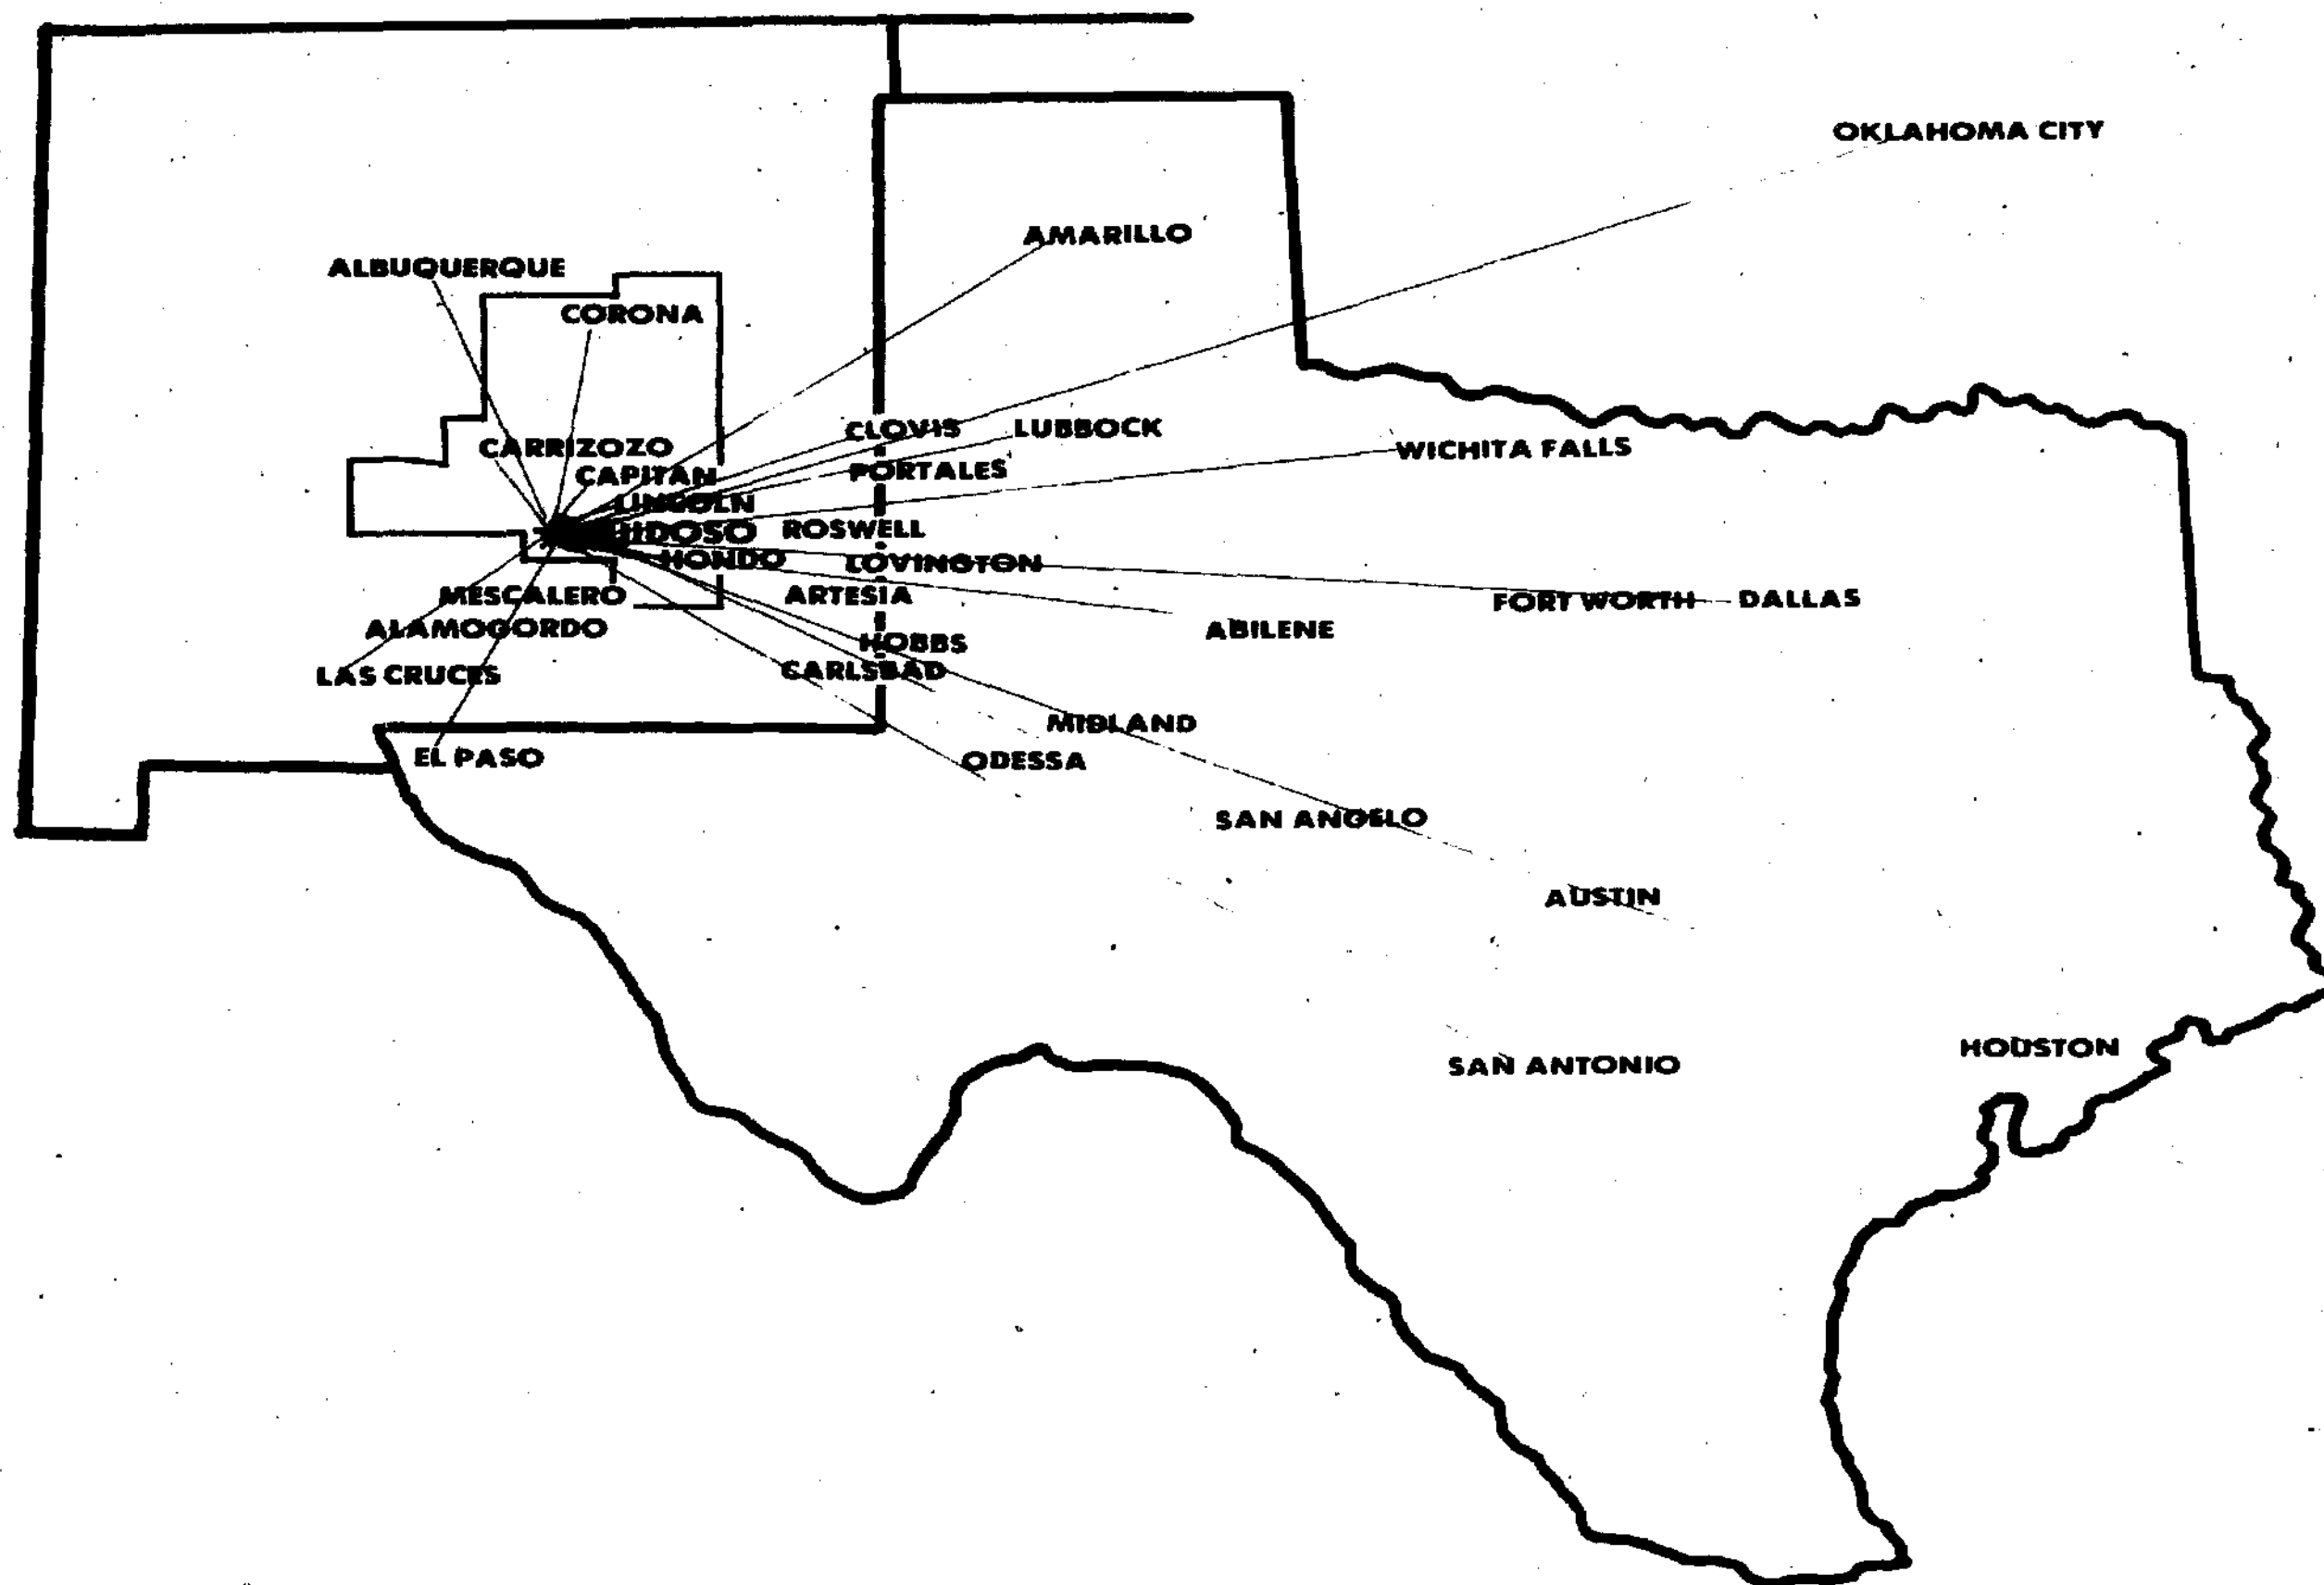 OKLAHOMA CITY
AMARILLO
ALBUQUERQUE
CORONA
CLOVIS
LUBBOCK
CARRIZOZO
WICHITA FALLS
CAPITAN
PORTALES
LINCOLN
ROSWELL
HONDO
LOVINGTON
MESCALERO
ARTESIA
FORT WORTH
DALLAS
ALAMOGORDO
ABILENE
HOBBS
LAS CRUCES
CARLSBAD
MIDLAND
EL PASO
ODESSA
SAN ANGELO
AUSTIN
HOUSTON
SAN ANTONIO